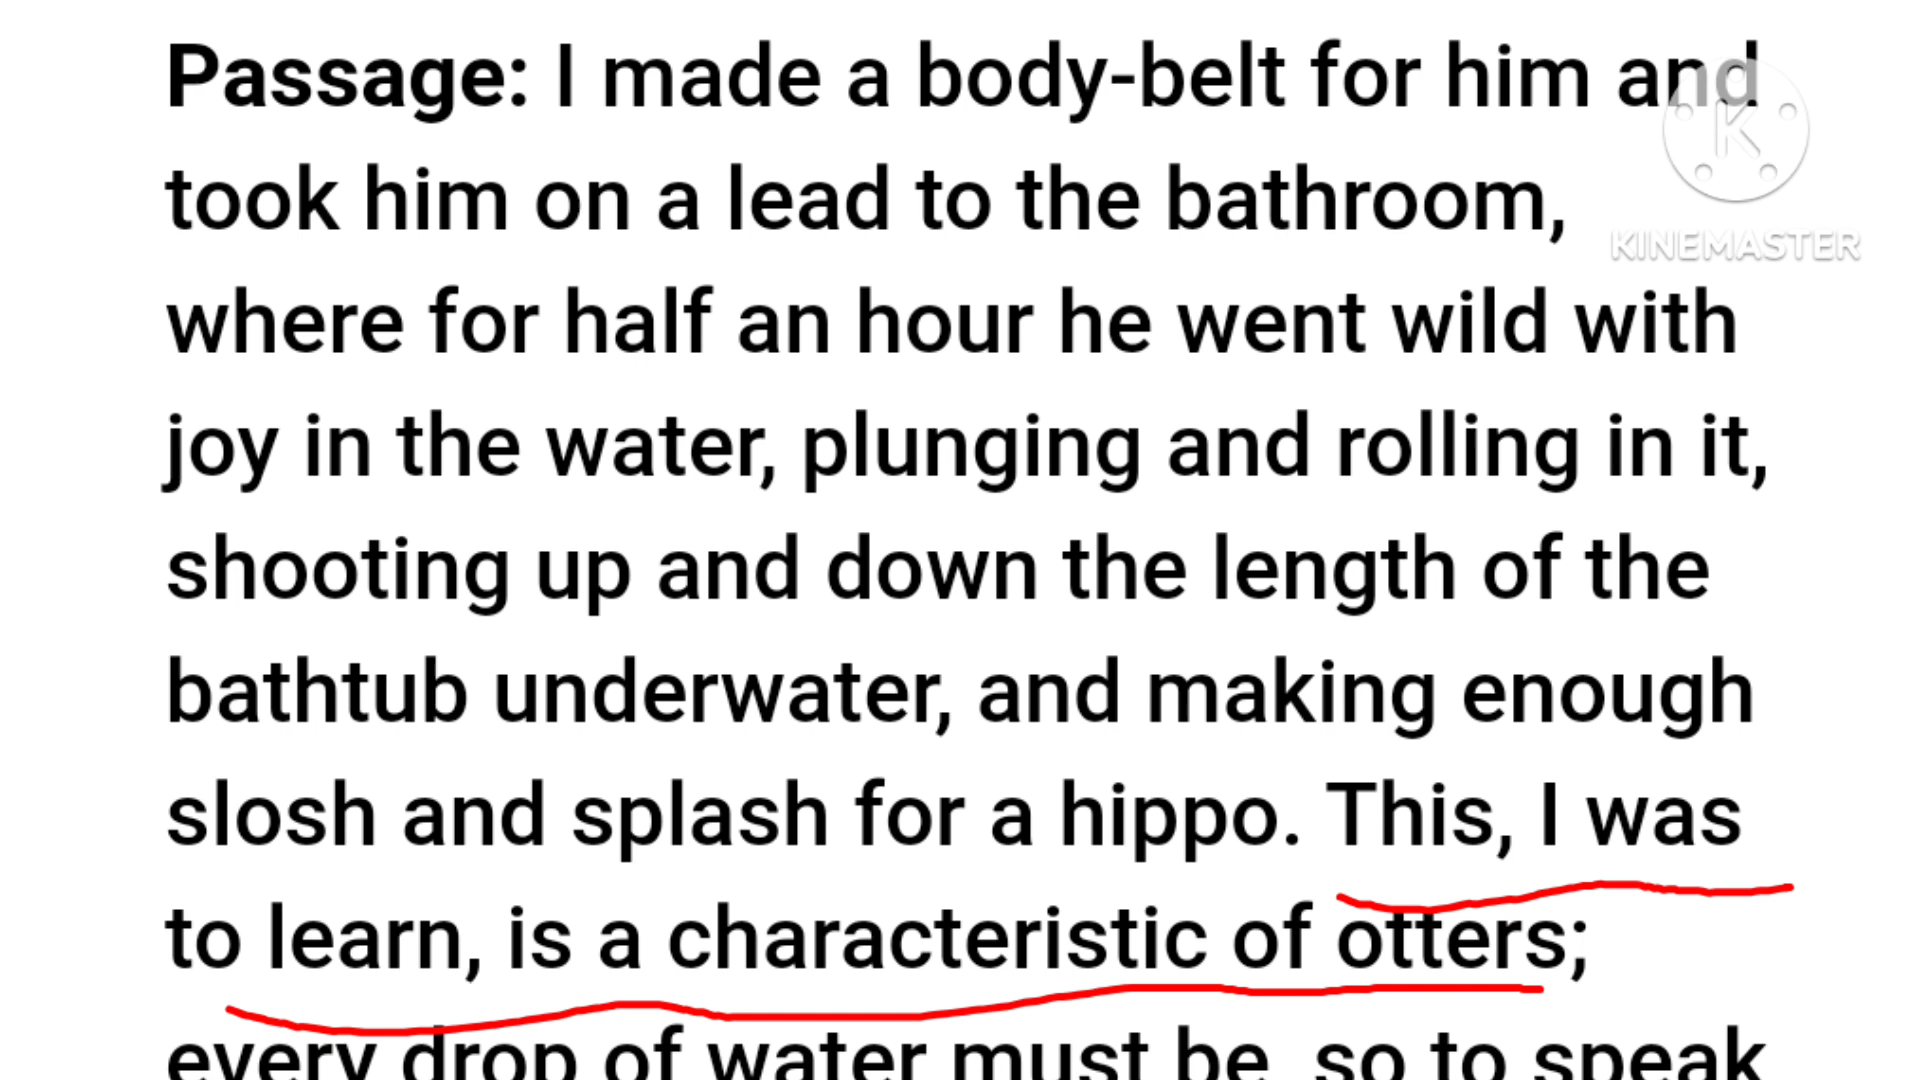 Passage: I made a body-belt for him and
took him on a lead to the bathroom,
where for half an hour he went wild with
joy in the water, plunging and rolling in it,
shooting up and down the length of the
bathtub underwater, and making enough
slosh and splash for a hippo. This, I was
to learn, is a characteristic of otters;
every drop of water must be, so to speak
K
KINEMASTER